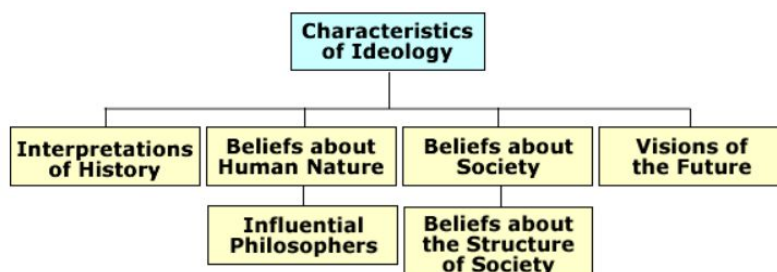 Characteristics
of Ideology
Interpretations
of History
Beliefs about
Human Nature
Beliefs about
Society
Visions of
the Future
Influential
Philosophers
Beliefs about
the Structure
of Society